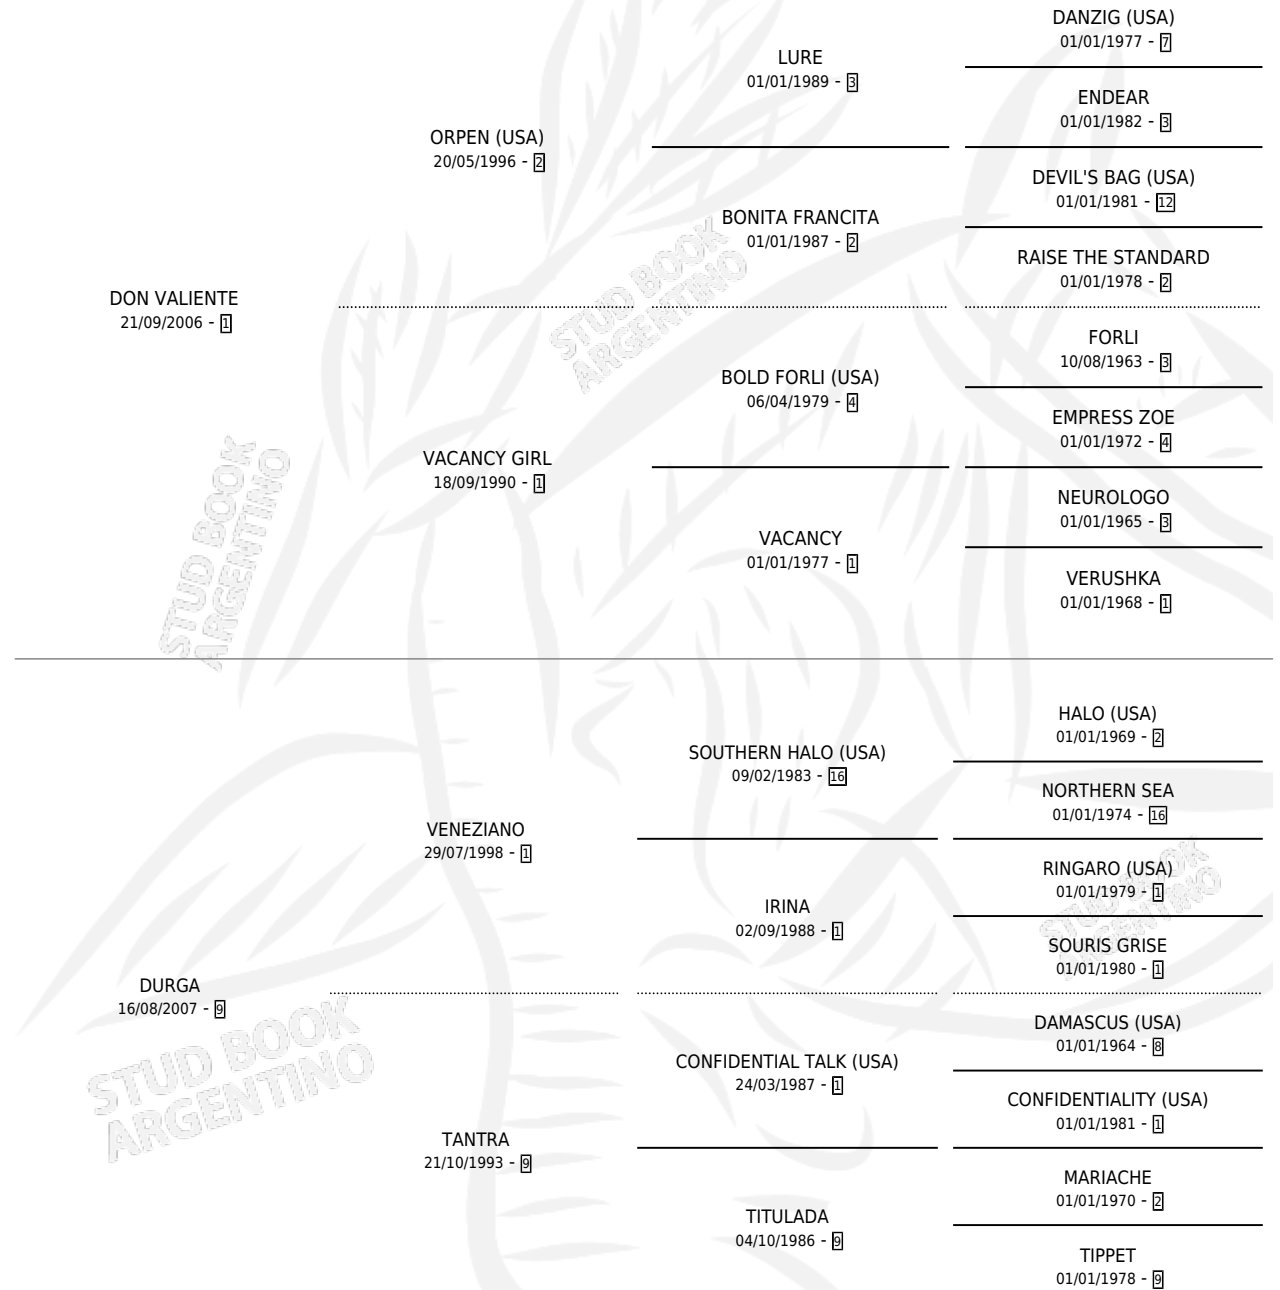 DANZIG (USA)
01/01/1977 - 7
LURE
01/01/1989 - 3
ENDEAR
01/01/1982 - 3
ORPEN (USA)
20/05/1996 - 2
DEVIL'S BAG (USA)
01/01/1981 - 12
BONITA FRANCITA
01/01/1987 - 2
RAISE THE STANDARD
01/01/1978 - 2
DON VALIENTE
21/09/2006 - 1
FORLI
10/08/1963 - 3
BOLD FORLI (USA)
06/04/1979 - 4
EMPRESS ZOE
01/01/1972 - 4
VACANCY GIRL
18/09/1990 - 1
NEUROLOGO
01/01/1965 - 3
VACANCY
01/01/1977 - 1
VERUSHKA
01/01/1968 - 1
HALO (USA)
01/01/1969 - 2
SOUTHERN HALO (USA)
09/02/1983 - 16
NORTHERN SEA
01/01/1974 - 16
VENEZIANO
29/07/1998 - 1
RINGARO (USA)
01/01/1979 - 1
IRINA
02/09/1988 - 1
SOURIS GRISE
01/01/1980 - 1
DURGA
16/08/2007 - 9
DAMASCUS (USA)
01/01/1964 - 8
CONFIDENTIAL TALK (USA)
24/03/1987 - 1
CONFIDENTIALITY (USA)
01/01/1981 - 1
TANTRA
21/10/1993 - 9
MARIACHE
01/01/1970 - 2
TITULADA
04/10/1986 - 9
TIPPET
01/01/1978 - 9
STUD BOOK
ARGENTINO
STUD BOOK
ARGENTINO
STUD BOOK
ARGENTINO
STUD BOOK
ARGENTINO